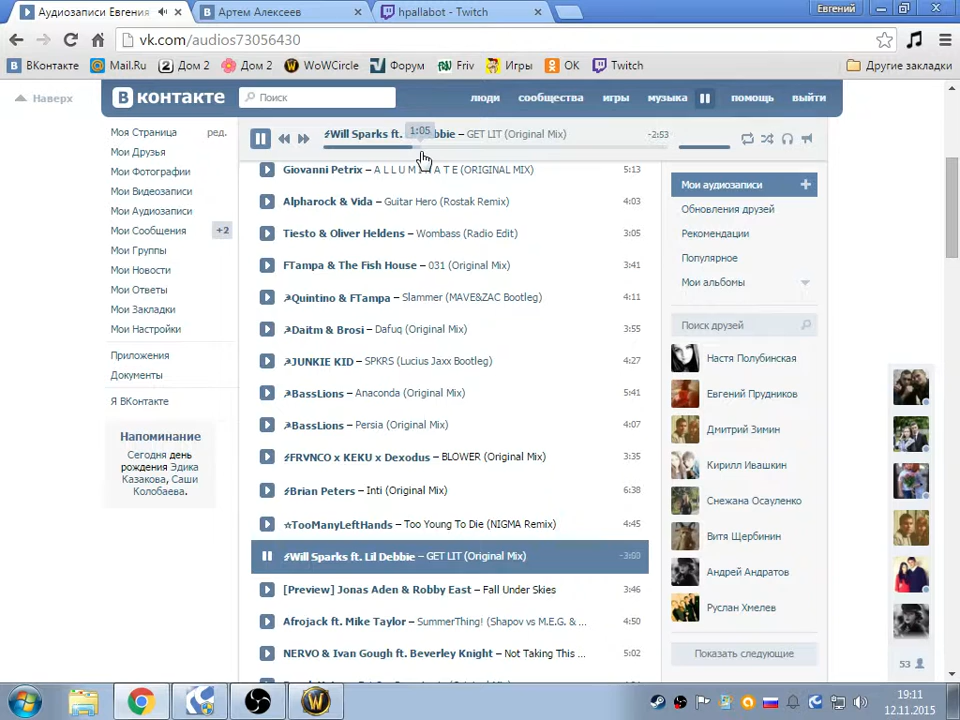 Аудиозаписи Евгения
Артем Алексеев
hpallabot - Twitch
Евгений
vk.com/audios73056430
ВКонтакте
Mail.Ru
Дом 2
Дом 2
WoWCircle
Форум
Friv
Игры
OK
Twitch
Другие закладки
Наверх
В контакте
Поиск
люди
сообщества
игры
музыка
помощь
выйти
Моя Страница
ред.
Мои Друзья
Мои Фотографии
Мои Видеозаписи
Мои Аудиозаписи
Мои Сообщения
+2
Мои Группы
Мои Новости
Мои Ответы
Мои Закладки
Мои Настройки
Приложения
Документы
Я ВКонтакте
Напоминание
Сегодня день
рождения Эдика
Казакова, Саши
Колобаева.
⚡Will Sparks ft. bbie – GET LIT (Original Mix)
1:05
-2:53
Giovanni Petrix – A L L U M I N A T E (ORIGINAL MIX) 5:13
Alpharock & Vida – Guitar Hero (Rostak Remix) 4:03
Tiesto & Oliver Heldens – Wombass (Radio Edit) 3:05
FTampa & The Fish House – 031 (Original Mix) 3:41
☭Quintino & FTampa – Slammer (MAVE&ZAC Bootleg) 4:11
☭Daitm & Brosi – Dafuq (Original Mix) 3:55
☭JUNKIE KID – SPKRS (Lucius Jaxx Bootleg) 4:27
☭BassLions – Anaconda (Original Mix) 5:41
☭BassLions – Persia (Original Mix) 4:07
⚡FRVNCO x KEKU x Dexodus – BLOWER (Original Mix) 3:35
⚡Brian Peters – Inti (Original Mix) 6:38
☆TooManyLeftHands – Too Young To Die (NIGMA Remix) 4:45
⚡Will Sparks ft. Lil Debbie – GET LIT (Original Mix)
[Preview] Jonas Aden & Robby East – Fall Under Skies 3:46
Afrojack ft. Mike Taylor – SummerThing! (Shapov vs M.E.G. & ... 4:50
NERVO & Ivan Gough ft. Beverley Knight – Not Taking This ... 5:02
Мои аудиозаписи +
Обновления друзей
Рекомендации
Популярное
Мои альбомы
Поиск друзей
Настя Полубинская
Евгений Прудников
Дмитрий Зимин
Кирилл Ивашкин
Снежана Осауленко
Витя Щербинин
Андрей Андратов
Руслан Хмелев
Показать следующие
53
19:11
12.11.2015